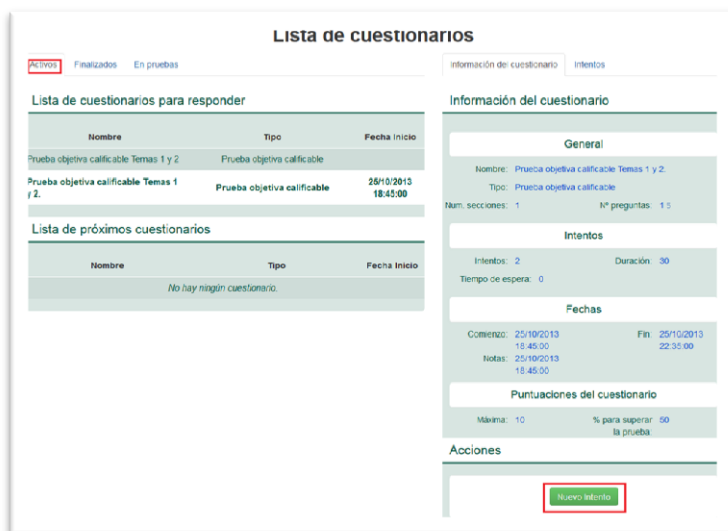 Lista de cuestionarios
Activos Finalizados En pruebas
Lista de cuestionarios para responder
Nombre Tipo Fecha Inicio
Prueba objetiva calificable Temas 1 y 2 Prueba objetiva calificable
Prueba objetiva calificable Temas 1 Prueba objetiva calificable 25/10/2013
y 2. 18:45:00
Lista de próximos cuestionarios
Nombre Tipo Fecha Inicio
No hay ningún cuestionario.
Información del cuestionario Intentos
Información del cuestionario
General
Nombre: Prueba objetiva calificable Temas 1 y 2.
Tipo: Prueba objetiva calificable
Num. secciones: 1 Nº preguntas: 15
Intentos
Intentos: 2 Duración: 30
Tiempo de espera: 0
Fechas
Comienzo: 25/10/2013 Fin: 25/10/2013
18:45:00 22:35:00
Notas: 25/10/2013
18:45:00
Puntuaciones del cuestionario
Máxima: 10 % para superar 50
la prueba
Acciones
Nuevo Intento